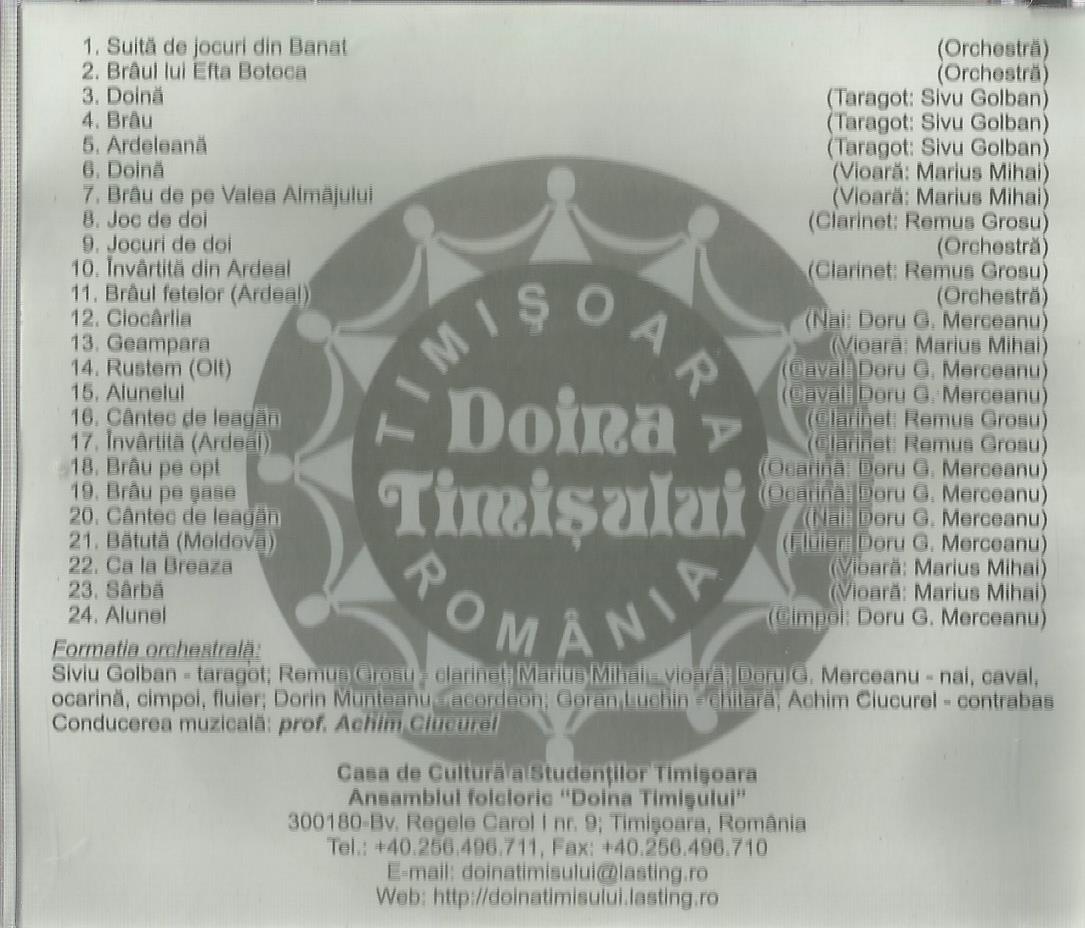 1. Suită de jocuri din Banat (Orchestră)
2. Brâul lui Efta Botoca (Orchestră)
3. Doină (Taragot: Sivu Golban)
4. Brâu (Taragot: Sivu Golban)
5. Ardeleană (Taragot: Sivu Golban)
6. Doină (Vioară: Marius Mihai)
7. Brâu de pe Valea Almăjului (Vioară: Marius Mihai)
8. Joc de doi (Clarinet: Remus Grosu)
9. Jocuri de doi (Orchestră)
10. Învârtită din Ardeal (Clarinet: Remus Grosu)
11. Brâul fetelor (Ardeal) (Orchestră)
12. Ciocârlia (Nai: Doru G. Merceanu)
13. Geampara (Vioară: Marius Mihai)
14. Rustem (Olt) (Caval: Doru G. Merceanu)
15. Alunelul (Caval: Doru G. Merceanu)
16. Cântec de leagăn (Clarinet: Remus Grosu)
17. Învârtită (Ardeal) (Clarinet: Remus Grosu)
18. Brâu pe opt (Ocarină: Doru G. Merceanu)
19. Brâu pe şase (Ocarină: Doru G. Merceanu)
20. Cântec de leagăn (Nai: Doru G. Merceanu)
21. Bătută (Moldova) (Fluier: Doru G. Merceanu)
22. Ca la Breaza (Vioară: Marius Mihai)
23. Sârbă (Vioară: Marius Mihai)
24. Alunel (Cimpoi: Doru G. Merceanu)
TIMIŞOARA
Doina
Timişului
ROMÂNIA
Formatia orchestrală:
Siviu Golban - taragot; Remus Grosu - clarinet; Marius Mihai - vioară; Doru G. Merceanu - nai, caval,
ocarină, cimpoi, fluier; Dorin Munteanu - acordeon; Goran Luchin - chitară; Achim Ciucurel - contrabas
Conducerea muzicală: prof. Achim Ciucurel
Casa de Cultură a Studenţilor Timişoara
Ansamblul folcloric "Doina Timişului"
300180-Bv. Regele Carol I nr. 9; Timişoara, România
Tel.: +40.256.496.711, Fax: +40.256.496.710
E-mail: doinatimisului@lasting.ro
Web: http://doinatimisului.lasting.ro